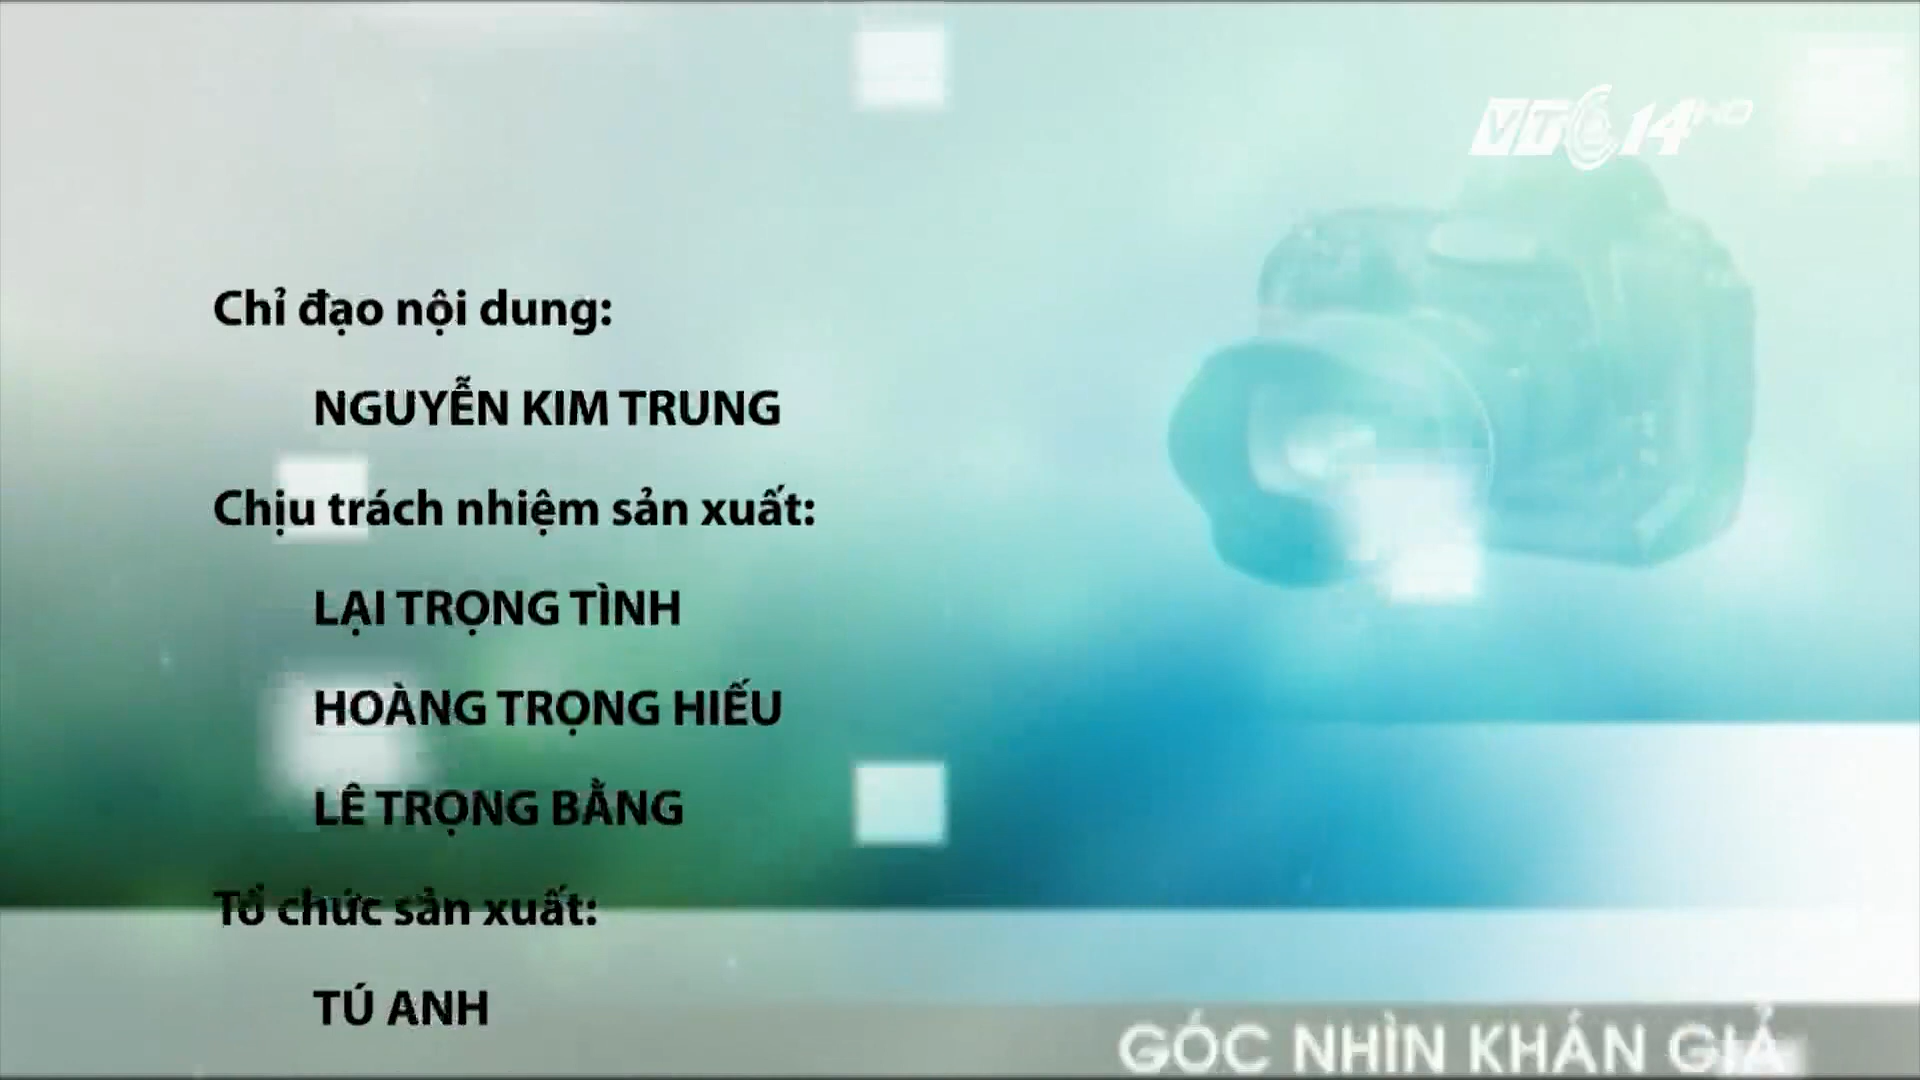 VTC14 HD
Chỉ đạo nội dung:
NGUYỄN KIM TRUNG
Chịu trách nhiệm sản xuất:
LẠI TRỌNG TÌNH
HOÀNG TRỌNG HIẾU
LÊ TRỌNG BẰNG
Tổ chức sản xuất:
TÚ ANH
GÓC NHÌN KHÁN GIẢ